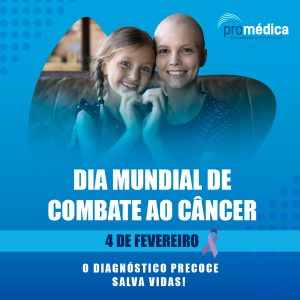 promédica
DIA MUNDIAL DE
COMBATE AO CÂNCER
4 DE FEVEREIRO
O DIAGNÓSTICO PRECOCE
SALVA VIDAS!